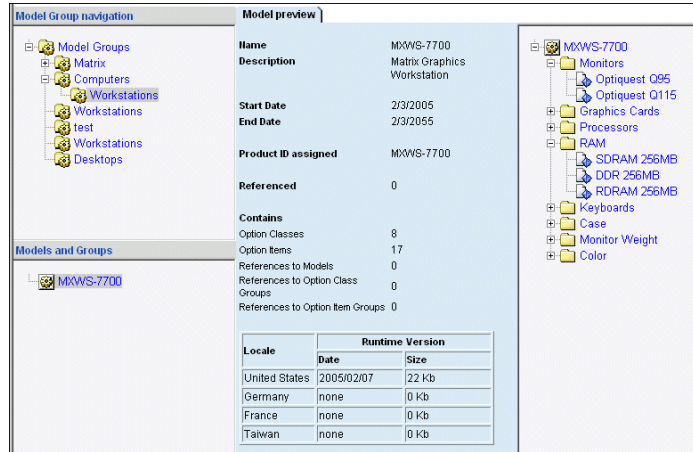 Model Group navigation
Model Groups
Matrix
Computers
Workstations
Workstations
test
Workstations
Desktops
Models and Groups
MXWS-7700
Model preview
Name MXWS-7700
Description Matrix Graphics
Workstation
Start Date 2/3/2005
End Date 2/3/2055
Product ID assigned MXWS-7700
Referenced 0
Contains
Option Classes 8
Option Items 17
References to Models 0
References to Option Class
Groups 0
References to Option Item Groups 0
Locale Runtime Version
Date Size
United States 2005/02/07 22 Kb
Germany none 0 Kb
France none 0 Kb
Taiwan none 0 Kb
MXWS-7700
Monitors
Optiquest Q95
Optiquest Q115
Graphics Cards
Processors
RAM
SDRAM 256MB
DDR 256MB
RDRAM 256MB
Keyboards
Case
Monitor Weight
Color